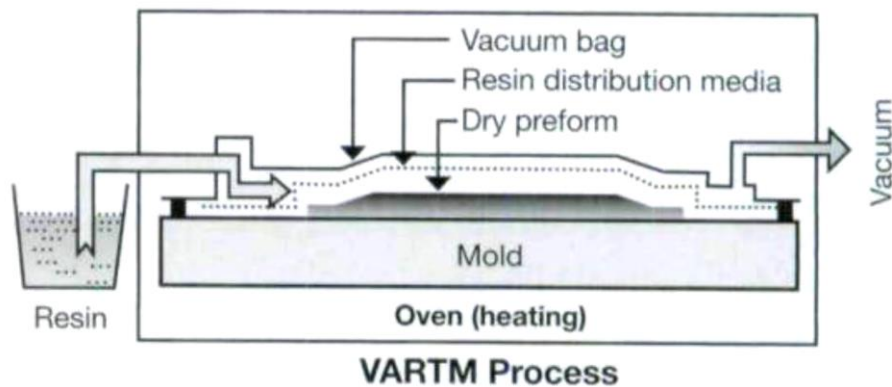 Vacuum bag
Resin distribution media
Dry preform
Vacuum
Mold
Resin
Oven (heating)
VARTM Process